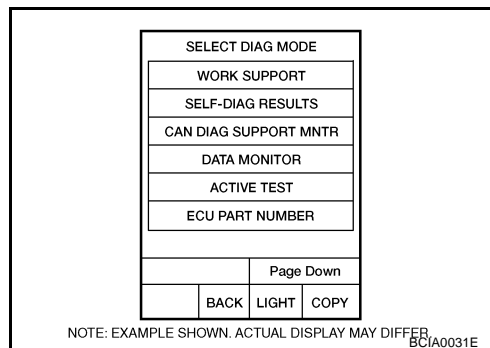 SELECT DIAG MODE
WORK SUPPORT
SELF-DIAG RESULTS
CAN DIAG SUPPORT MNTR
DATA MONITOR
ACTIVE TEST
ECU PART NUMBER
Page Down
BACK LIGHT COPY
NOTE: EXAMPLE SHOWN. ACTUAL DISPLAY MAY DIFFER.
BCIA0031E